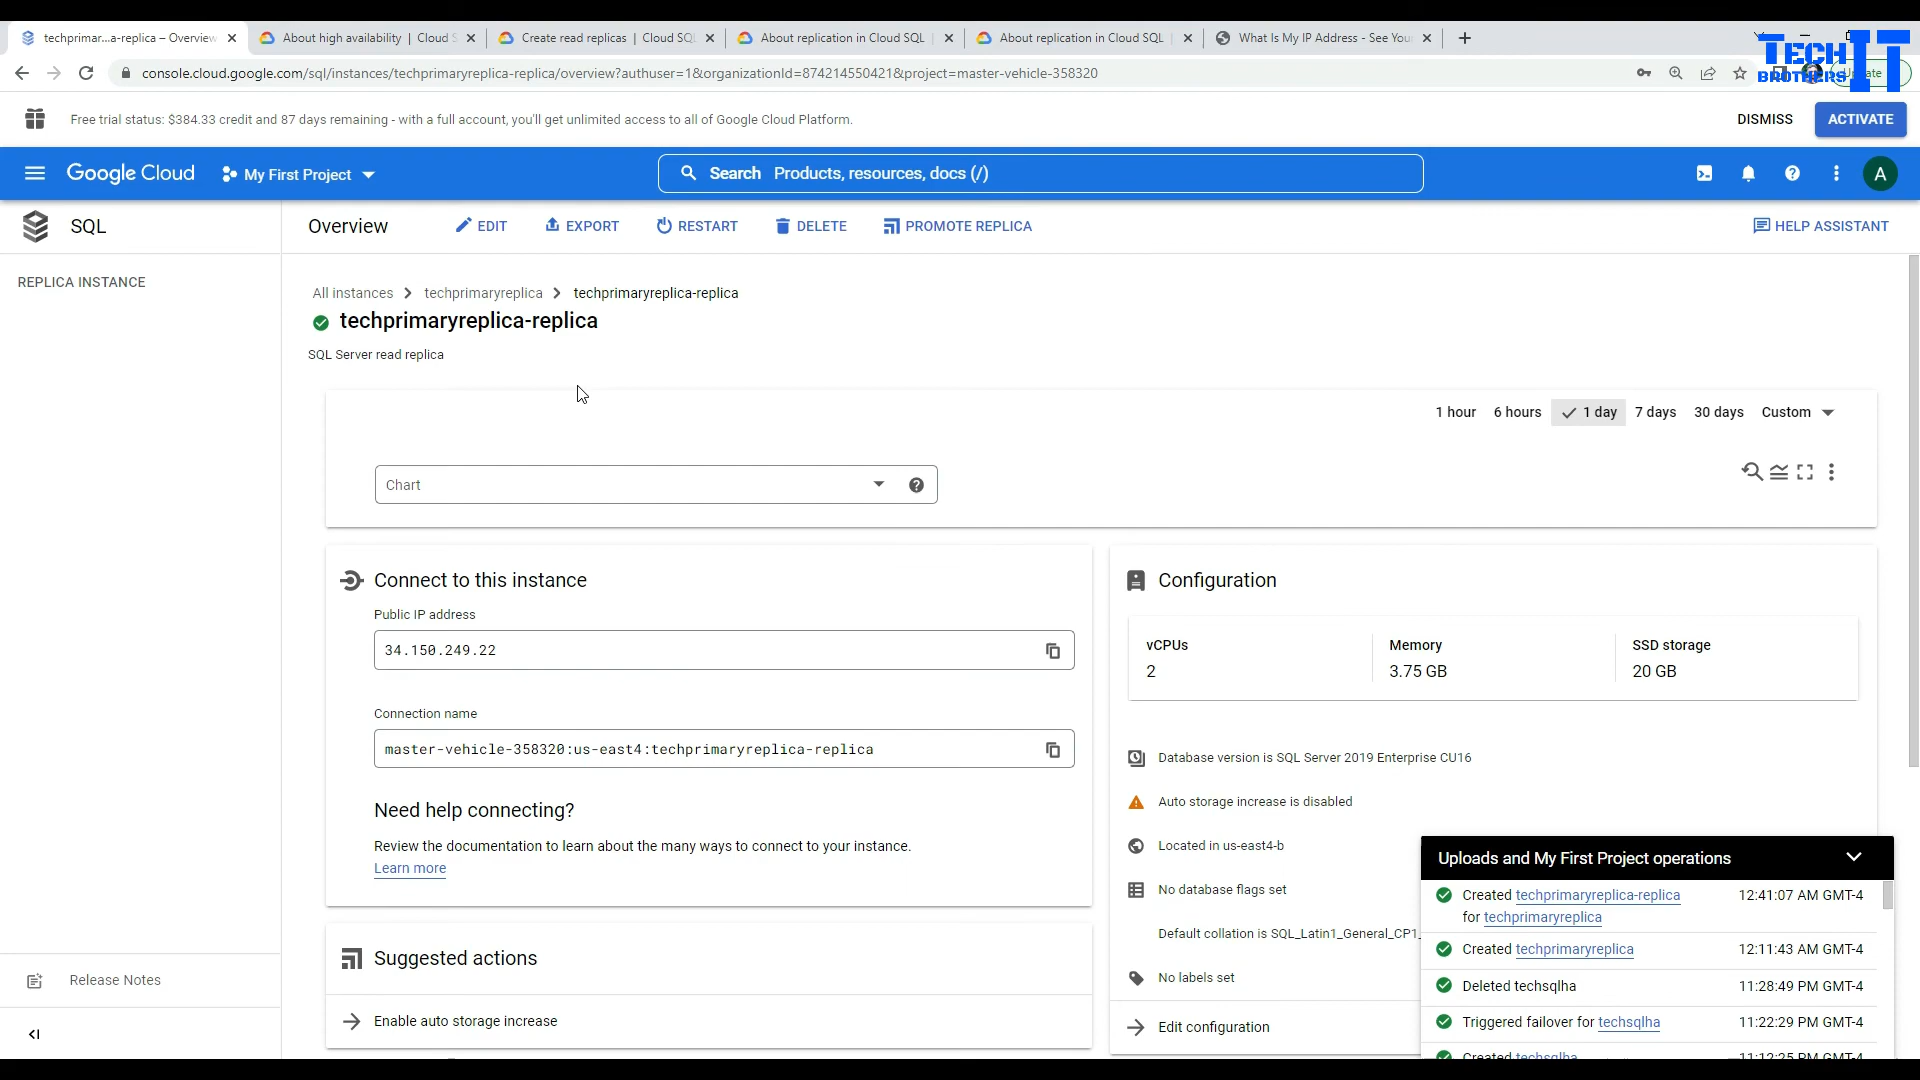 techprimar...a-replica – Overview
About high availability | Cloud S
Create read replicas | Cloud SQL
About replication in Cloud SQL
About replication in Cloud SQL
What Is My IP Address - See You
TECH IT
BROTHERS
console.cloud.google.com/sql/instances/techprimaryreplica-replica/overview?authuser=1&organizationId=874214550421&project=master-vehicle-358320
Free trial status: $384.33 credit and 87 days remaining - with a full account, you'll get unlimited access to all of Google Cloud Platform.
DISMISS
ACTIVATE
Google Cloud
My First Project
Search Products, resources, docs (/)
A
SQL
Overview
EDIT
EXPORT
RESTART
DELETE
PROMOTE REPLICA
HELP ASSISTANT
REPLICA INSTANCE
All instances
techprimaryreplica
techprimaryreplica-replica
techprimaryreplica-replica
SQL Server read replica
1 hour
6 hours
1 day
7 days
30 days
Custom
Chart
Connect to this instance
Public IP address
34.150.249.22
Connection name
master-vehicle-358320:us-east4:techprimaryreplica-replica
Need help connecting?
Review the documentation to learn about the many ways to connect to your instance.
Learn more
Suggested actions
Enable auto storage increase
Configuration
vCPUs
2
Memory
3.75 GB
SSD storage
20 GB
Database version is SQL Server 2019 Enterprise CU16
Auto storage increase is disabled
Located in us-east4-b
No database flags set
Default collation is SQL_Latin1_General_CP1_
No labels set
Edit configuration
Uploads and My First Project operations
Created techprimaryreplica-replica 12:41:07 AM GMT-4
for techprimaryreplica
Created techprimaryreplica 12:11:43 AM GMT-4
Deleted techsqlha 11:28:49 PM GMT-4
Triggered failover for techsqlha 11:22:29 PM GMT-4
Created techsqlha 11:12:25 PM GMT-4
Release Notes